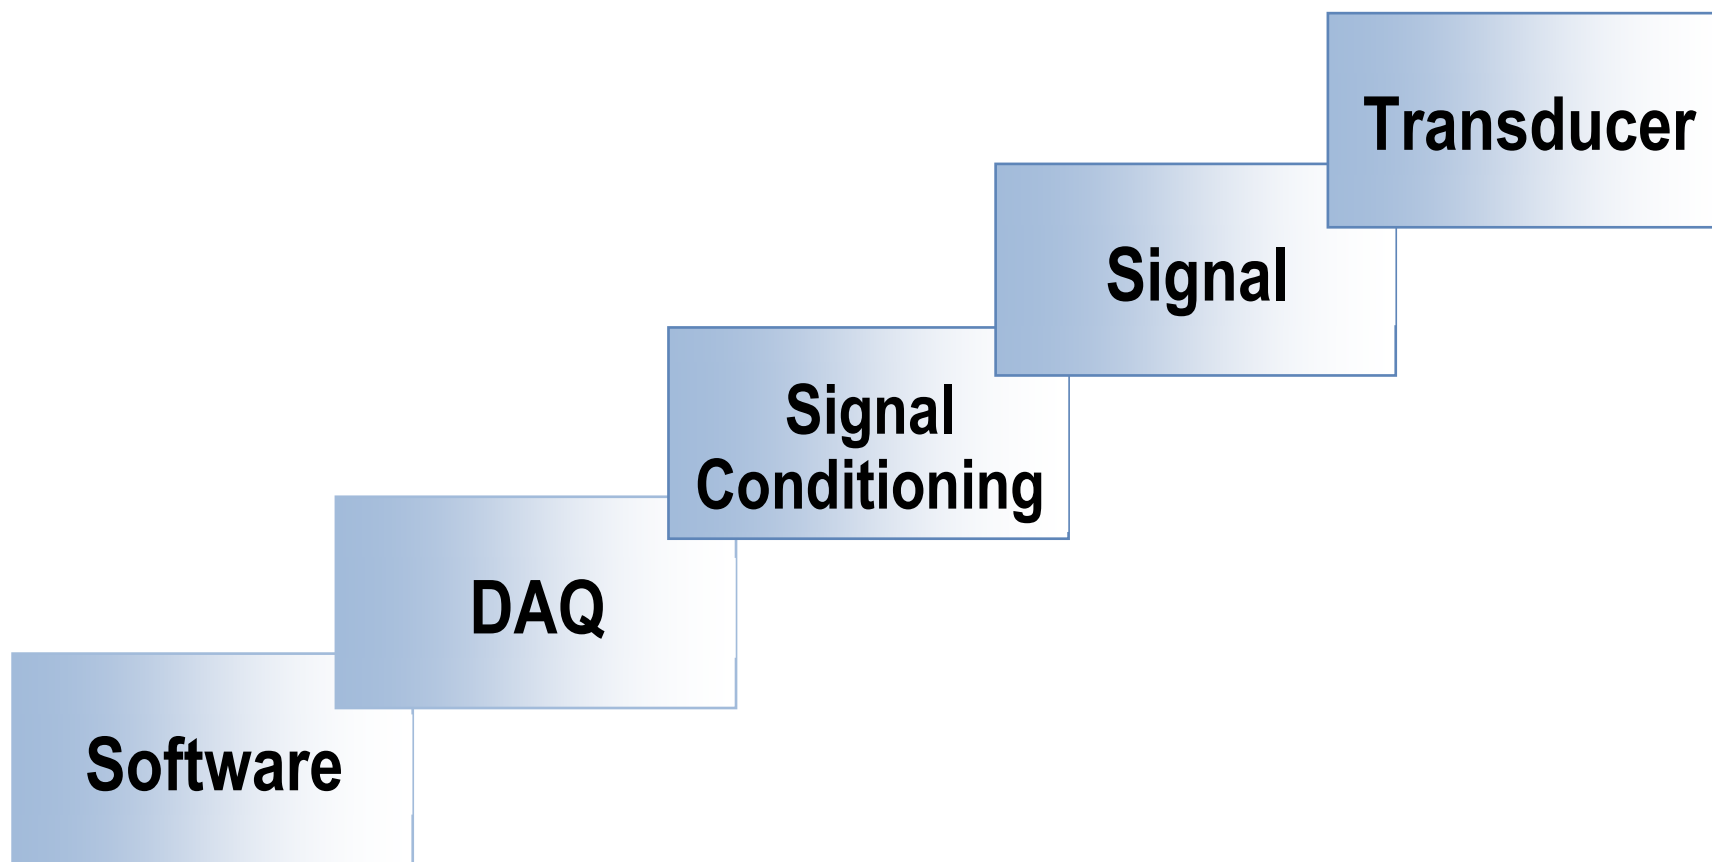 Transducer
Signal
Signal
Conditioning
DAQ
Software